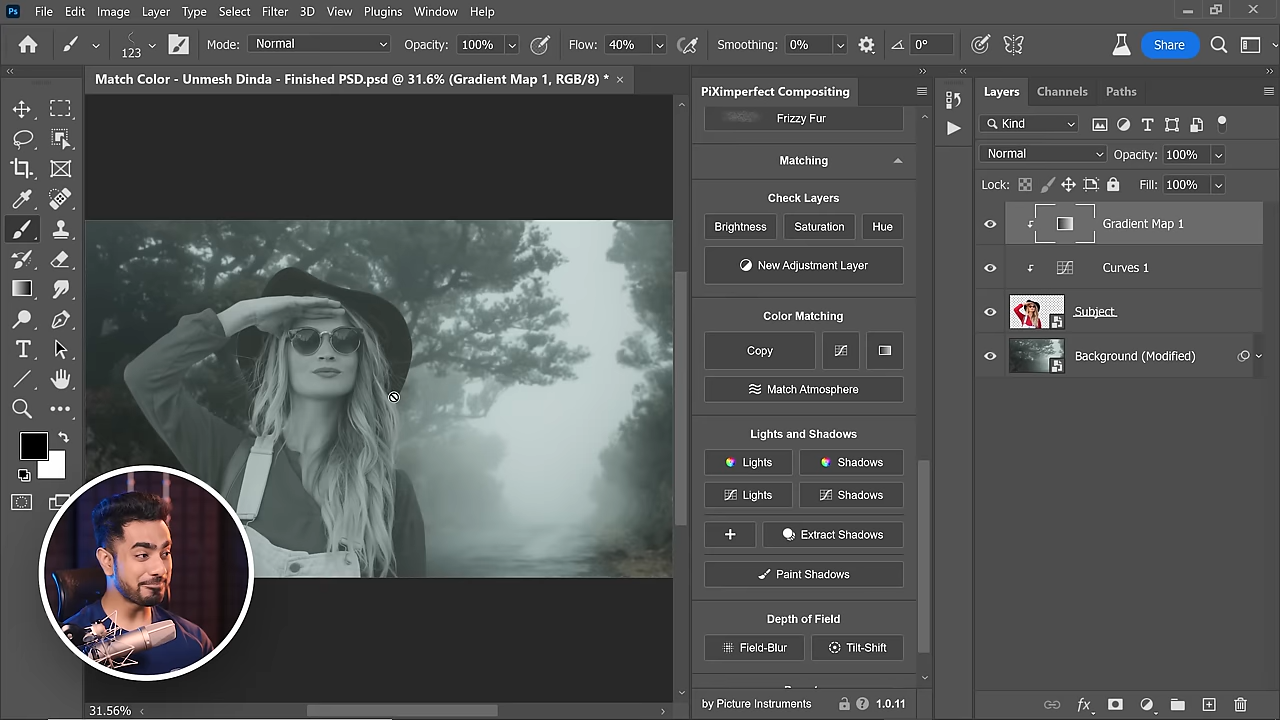 Ps File Edit Image Layer Type Select Filter 3D View Plugins Window Help
123 Mode: Normal Opacity: 100% Flow: 40% Smoothing: 0% 0° Share
Match Color - Unmesh Dinda - Finished PSD.psd @ 31.6% (Gradient Map 1, RGB/8) *
PiXimperfect Compositing
Frizzy Fur
Matching
Check Layers
Brightness Saturation Hue
New Adjustment Layer
Color Matching
Copy
Match Atmosphere
Lights and Shadows
Lights Shadows
Lights Shadows
+ Extract Shadows
Paint Shadows
Depth of Field
Field-Blur Tilt-Shift
by Picture Instruments 1.0.11
Layers Channels Paths
Kind
Normal Opacity: 100%
Lock: Fill: 100%
Gradient Map 1
Curves 1
Subject
Background (Modified)
fx
31.56%